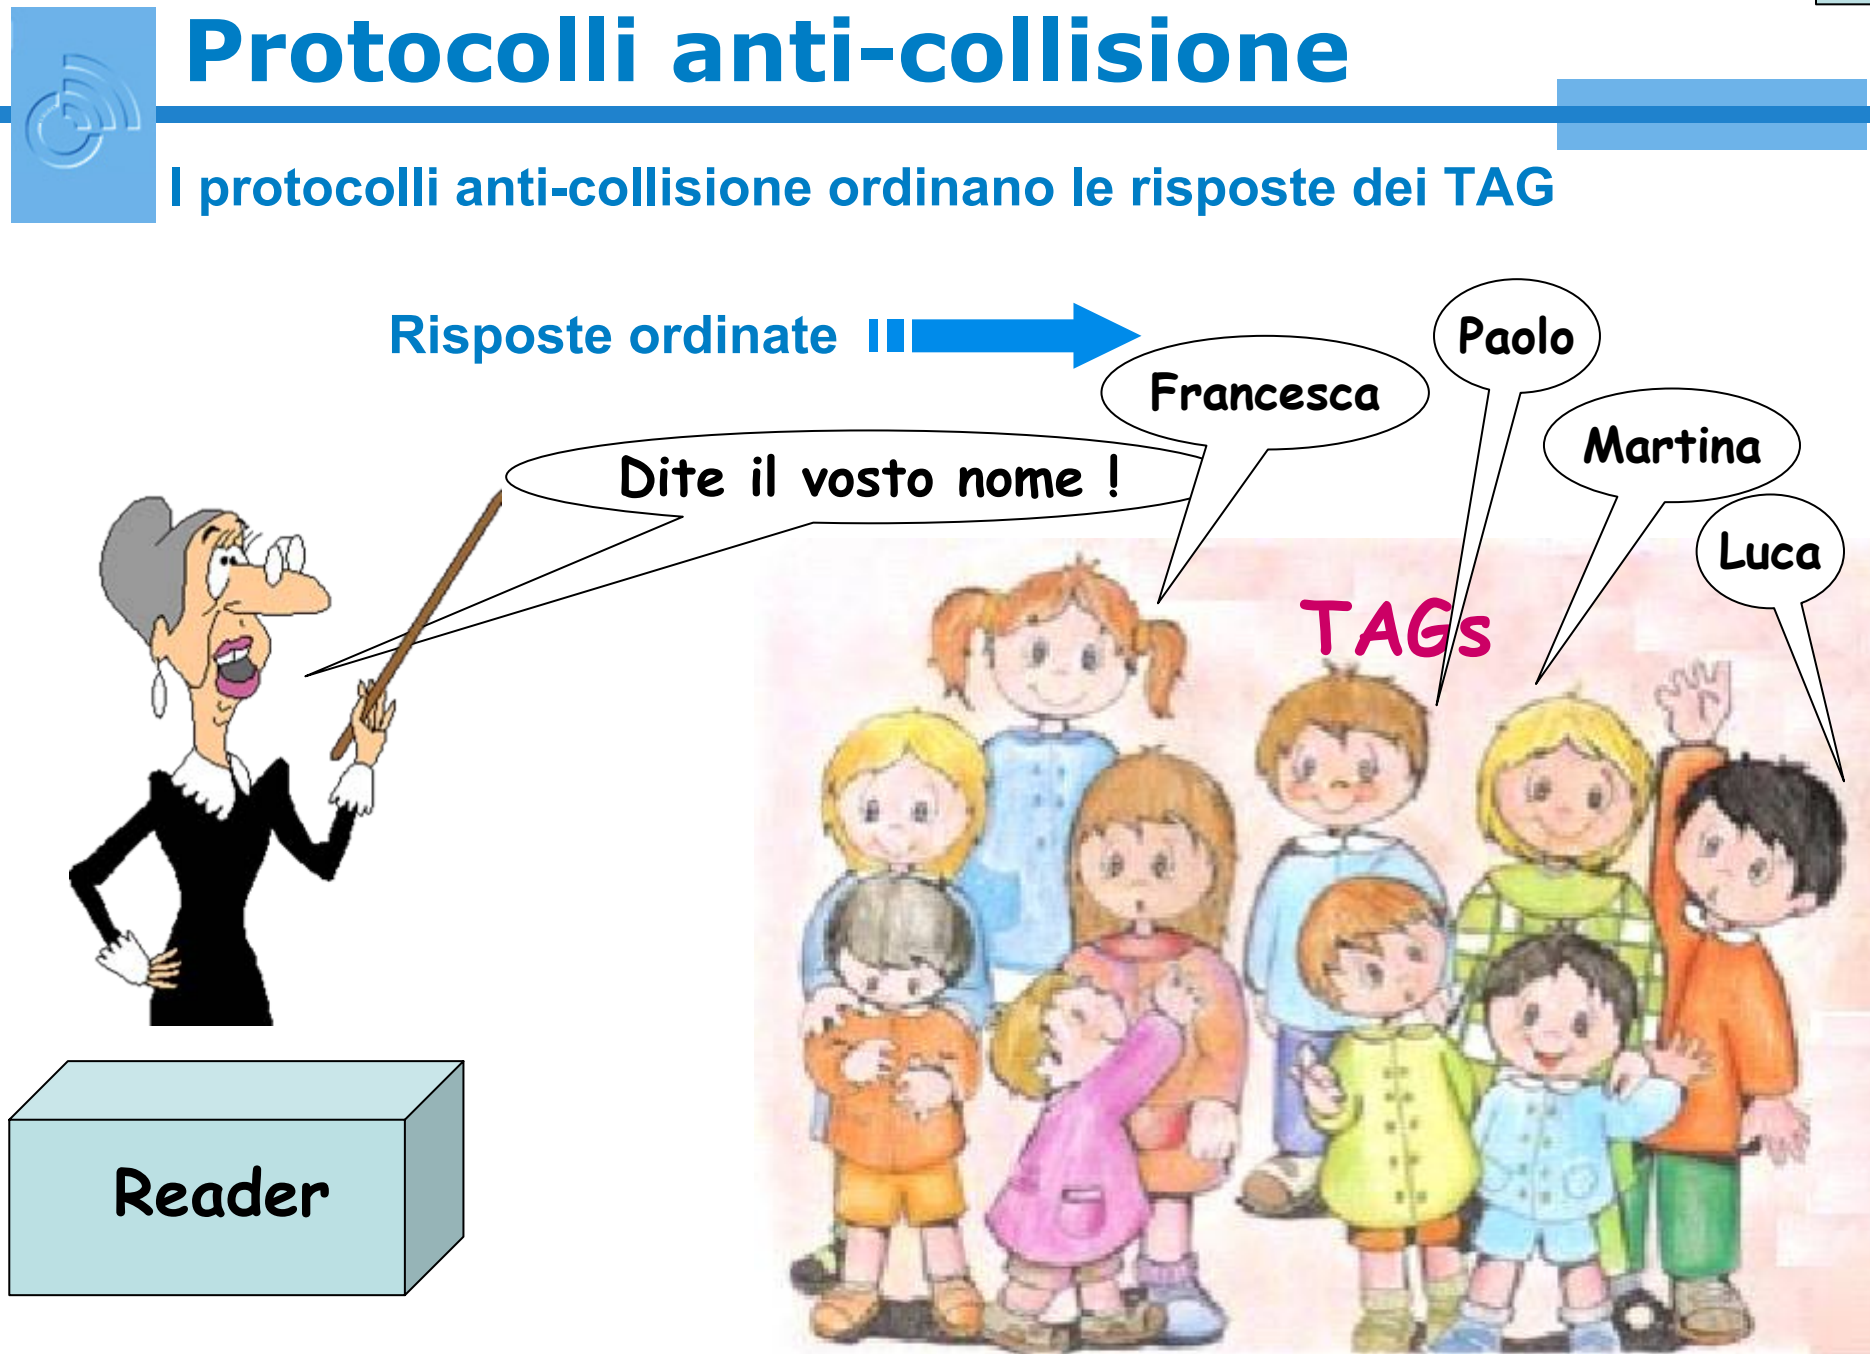 Protocolli anti-collisione
I protocolli anti-collisione ordinano le risposte dei TAG
Risposte ordinate
Paolo
Francesca
Martina
Dite il vosto nome !
Luca
TAGs
Reader